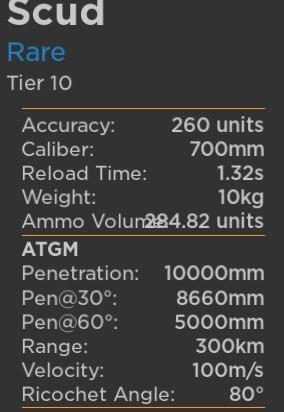 Scud
Rare
Tier 10
Accuracy: 260 units
Caliber: 700mm
Reload Time: 1.32s
Weight: 10kg
Ammo Volume: 284.82 units
ATGM
Penetration: 10000mm
Pen@30°: 8660mm
Pen@60°: 5000mm
Range: 300km
Velocity: 100m/s
Ricochet Angle: 80°